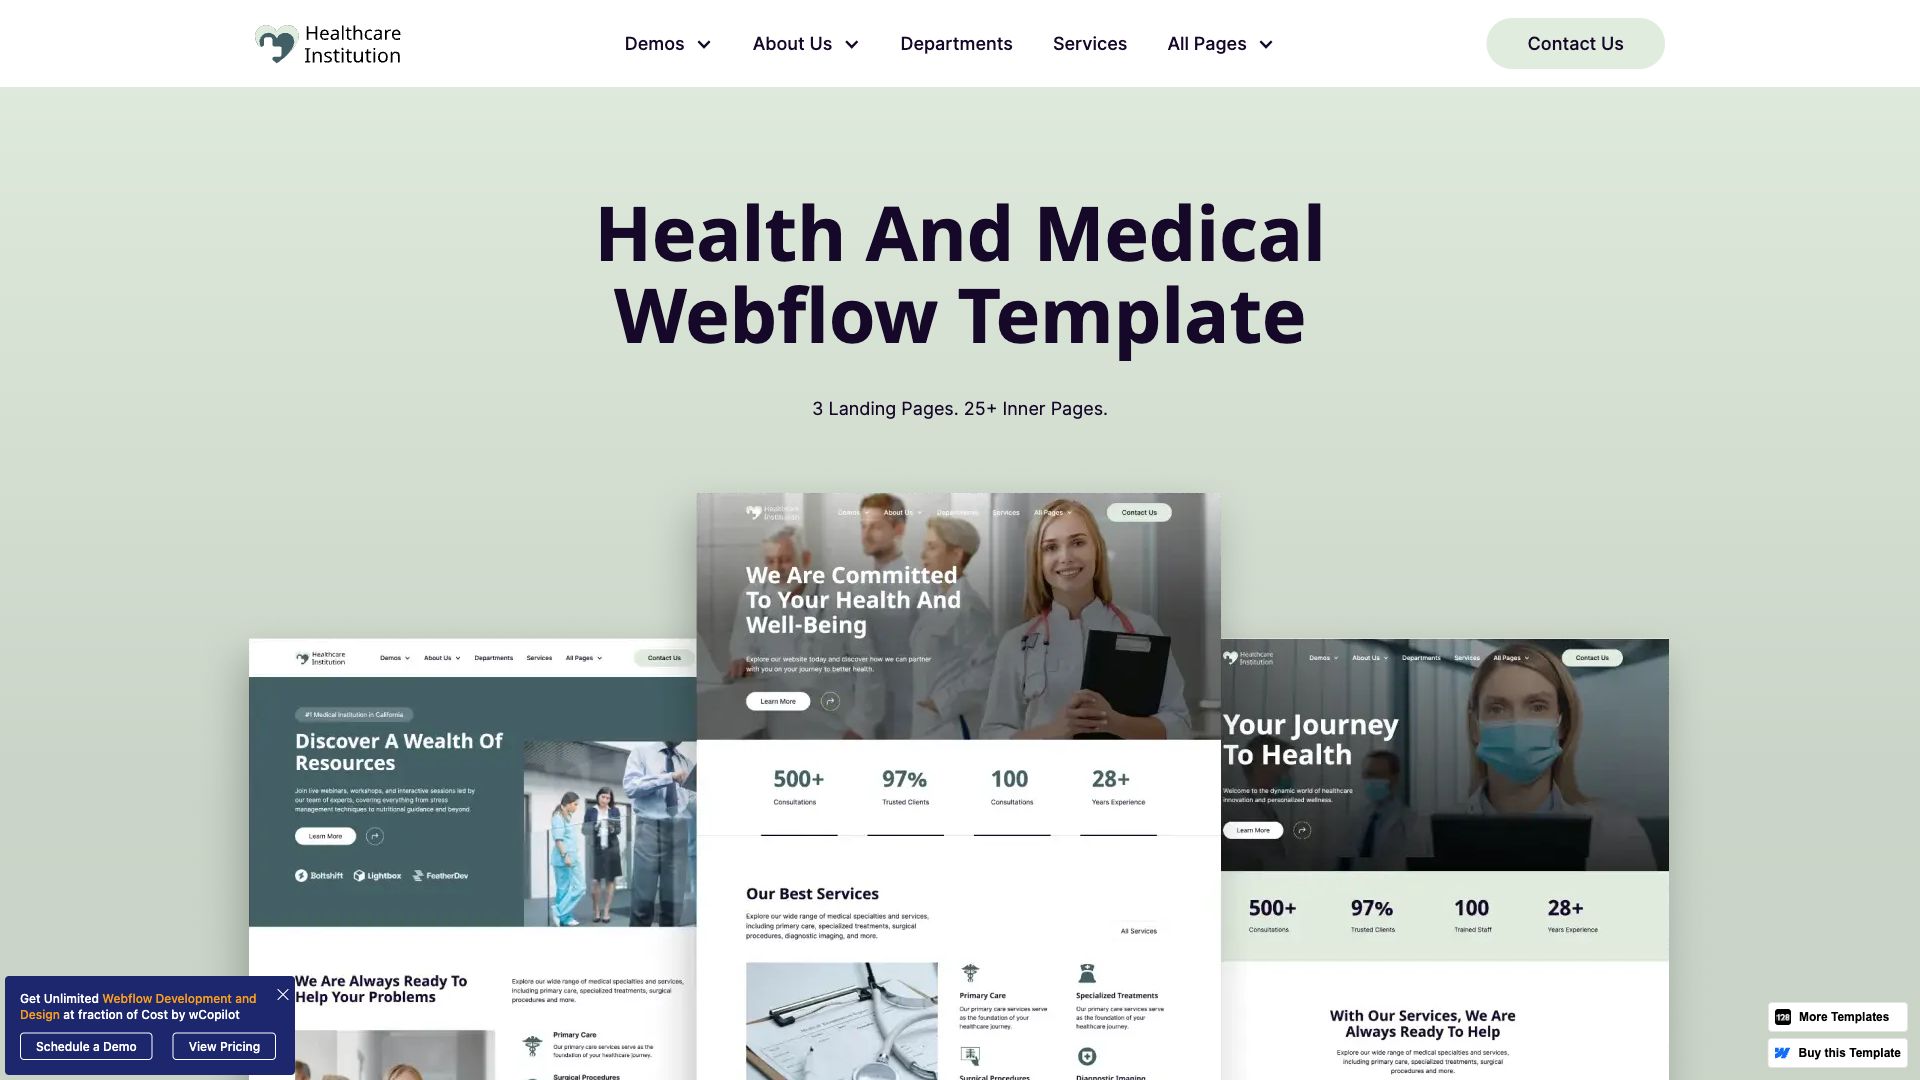 Healthcare
Institution
Demos
About Us
Departments
Services
All Pages
Contact Us
Health And Medical
Webflow Template
3 Landing Pages. 25+ Inner Pages.
Healthcare
Institution
Demos
About Us
Departments
Services
All Pages
Contact Us
#1 Medical Institution in California
Discover A Wealth Of
Resources
Join live webinars, workshops, and interactive sessions led by
our team of experts, covering everything from stress
management techniques to nutritional guidance and beyond.
Learn More
Boltshift
Lightbox
FeatherDev
We Are Always Ready To
Help Your Problems
Explore our wide range of medical specialties and services,
including primary care, specialized treatments, surgical
procedures and more.
Primary Care
Our primary care services serve as the
foundation of your healthcare journey.
Surgical Procedures
Healthcare
Institution
Demos
About Us
Departments
Services
All Pages
Contact Us
We Are Committed
To Your Health And
Well-Being
Explore our website today and discover how we can partner
with you on your journey to better health.
Learn More
500+
Consultations
97%
Trusted Clients
100
Consultations
28+
Years Experience
Our Best Services
Explore our wide range of medical specialties and services,
including primary care, specialized treatments, surgical
procedures, diagnostic imaging, and more.
All Services
Primary Care
Our primary care services serve
as the foundation of your
healthcare journey.
Specialized Treatments
Our primary care services serve
as the foundation of your
healthcare journey.
Surgical Procedures
Diagnostic Imaging
Healthcare
Institution
Demos
About Us
Departments
Services
All Pages
Contact Us
Your Journey
To Health
Welcome to the dynamic world of healthcare
innovation and personalized wellness.
Learn More
500+
Consultations
97%
Trusted Clients
100
Trained Staff
28+
Years Experience
With Our Services, We Are
Always Ready To Help
Explore our wide range of medical specialties and services,
including primary care, specialized treatments, surgical
procedures, and more.
Get Unlimited Webflow Development and
Design at fraction of Cost by wCopilot
Schedule a Demo
View Pricing
128
More Templates
Buy this Template